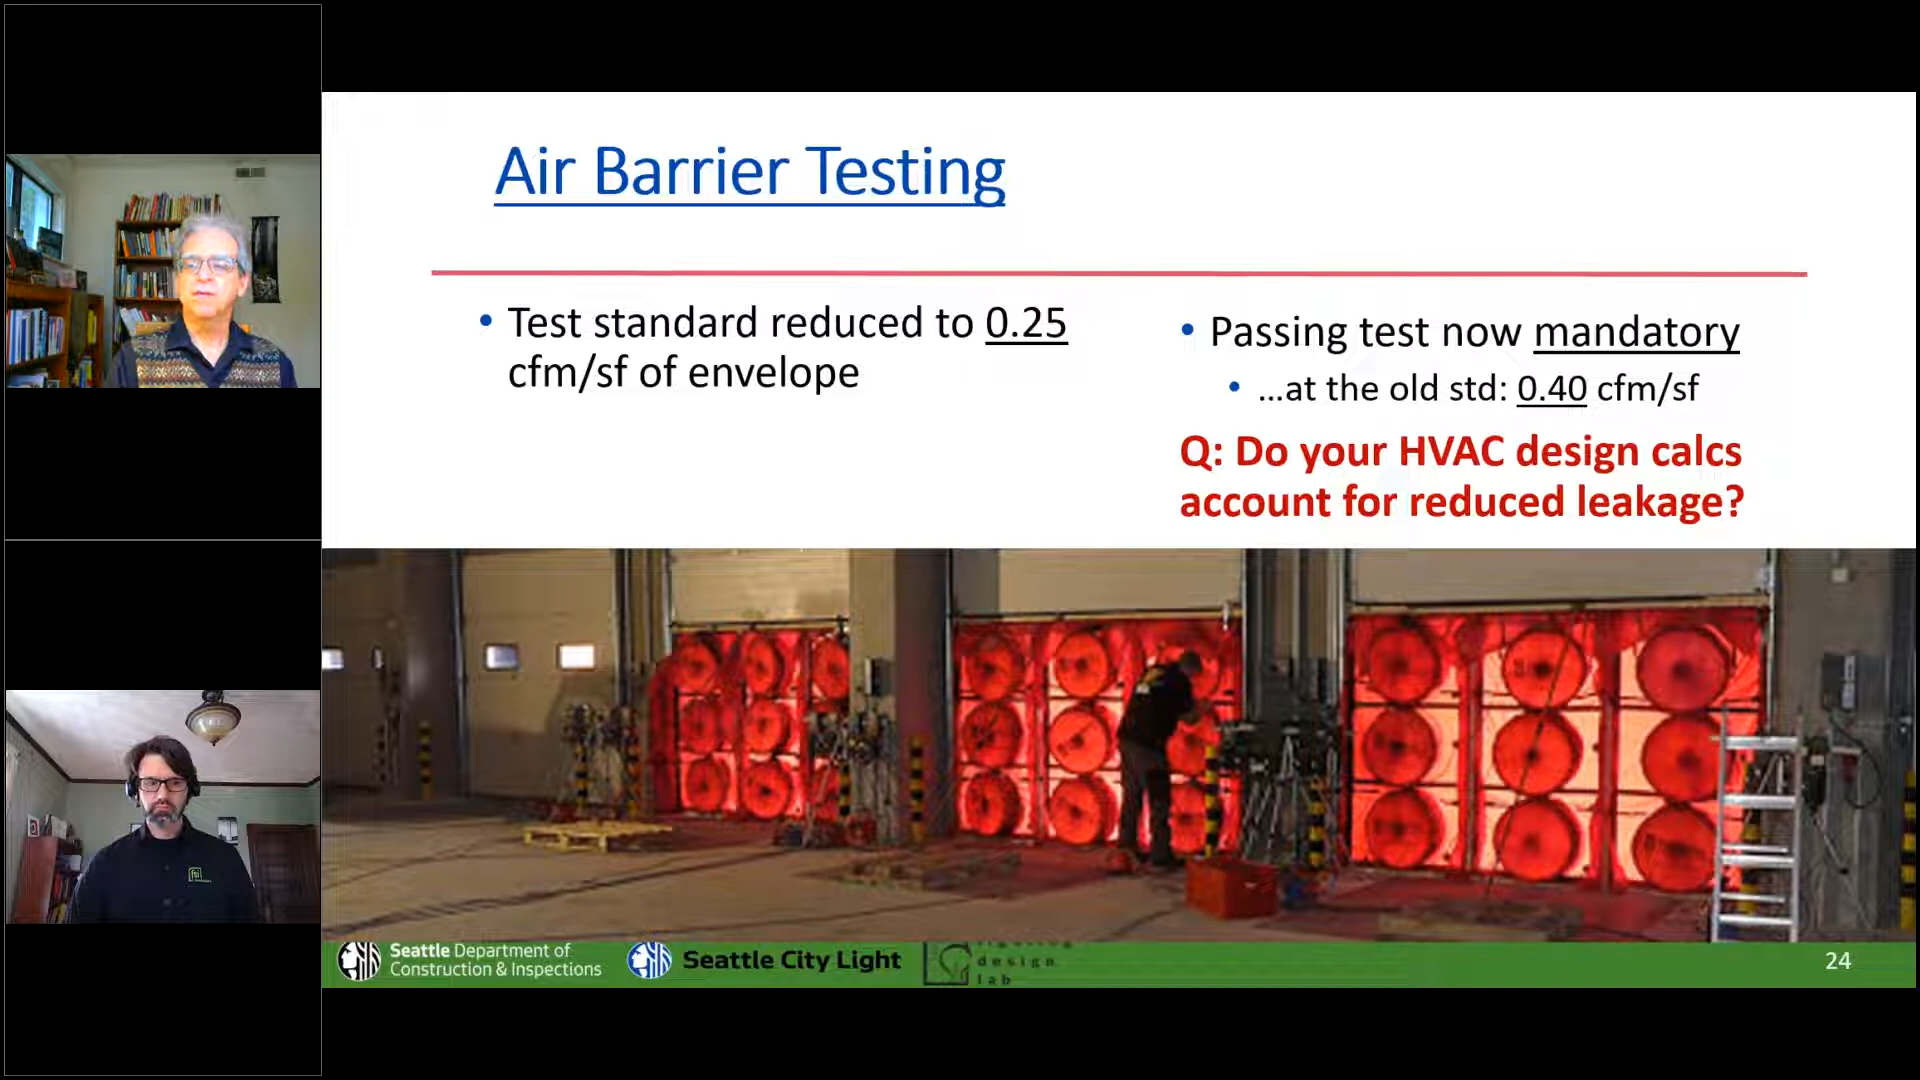 Air Barrier Testing
• Test standard reduced to 0.25
cfm/sf of envelope
• Passing test now mandatory
• ...at the old std: 0.40 cfm/sf
Q: Do your HVAC design calcs
account for reduced leakage?
Seattle Department of
Construction & Inspections
Seattle City Light
design
lab
24